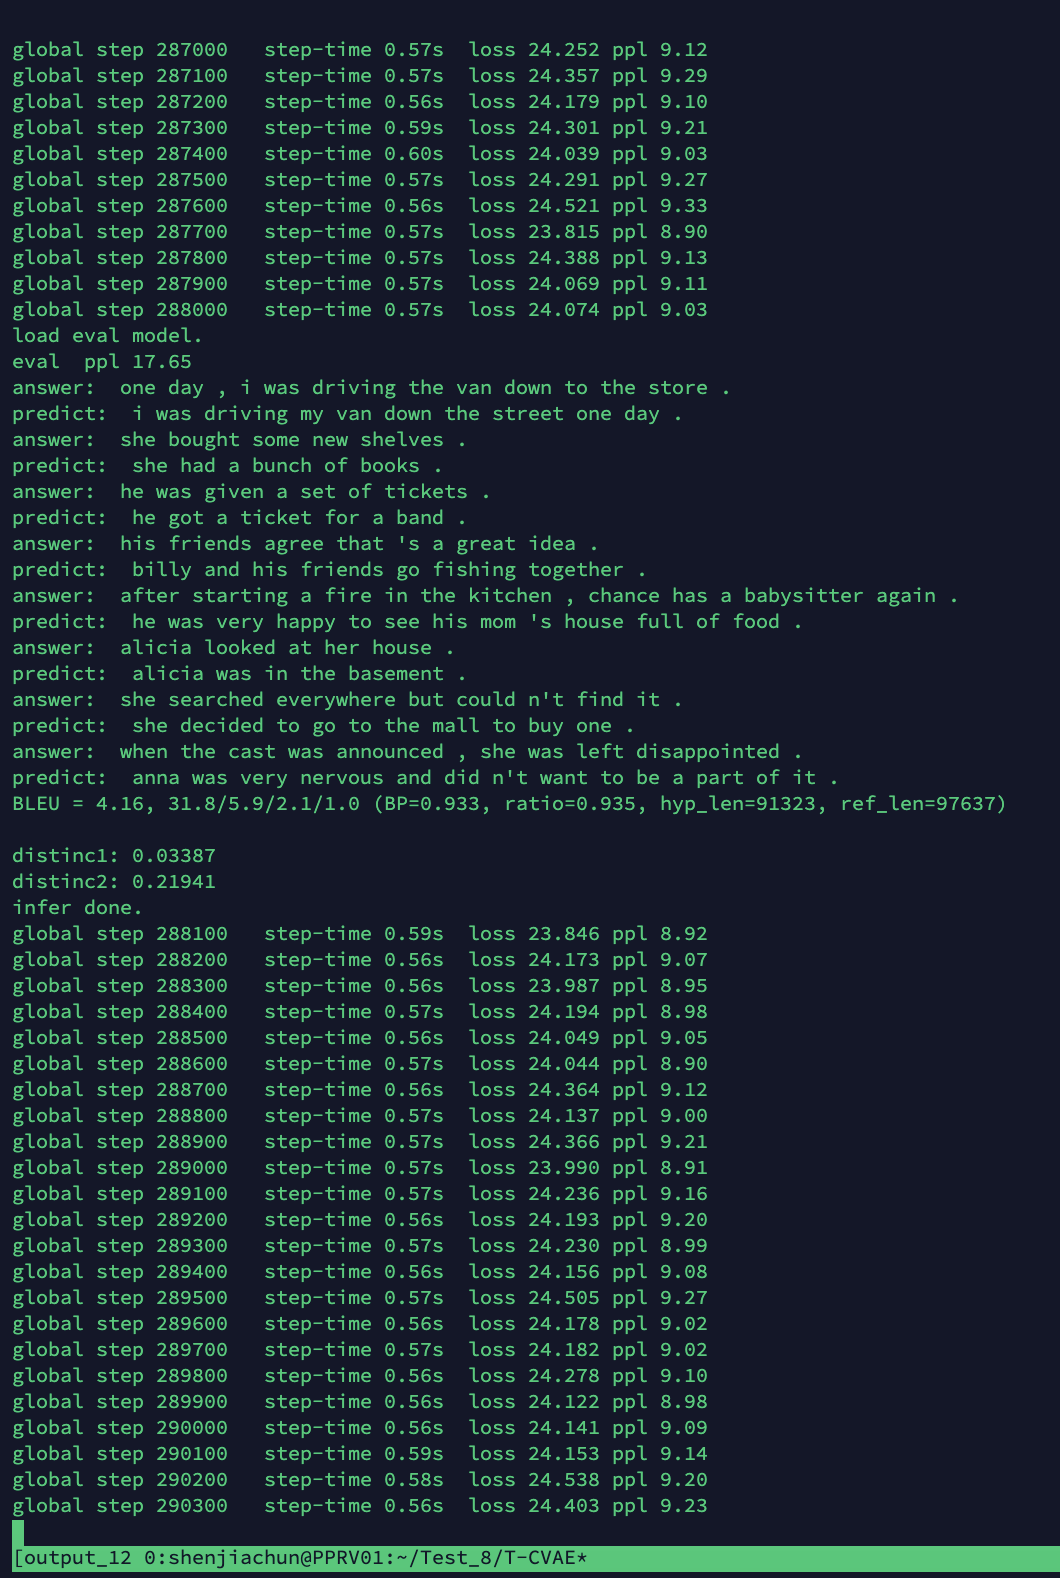 global step 287000   step-time 0.57s  loss 24.252 ppl 9.12
global step 287100   step-time 0.57s  loss 24.357 ppl 9.29
global step 287200   step-time 0.56s  loss 24.179 ppl 9.10
global step 287300   step-time 0.59s  loss 24.301 ppl 9.21
global step 287400   step-time 0.60s  loss 24.039 ppl 9.03
global step 287500   step-time 0.57s  loss 24.291 ppl 9.27
global step 287600   step-time 0.56s  loss 24.521 ppl 9.33
global step 287700   step-time 0.57s  loss 23.815 ppl 8.90
global step 287800   step-time 0.57s  loss 24.388 ppl 9.13
global step 287900   step-time 0.57s  loss 24.069 ppl 9.11
global step 288000   step-time 0.57s  loss 24.074 ppl 9.03
load eval model.
eval  ppl 17.65
answer:  one day , i was driving the van down to the store .
predict:  i was driving my van down the street one day .
answer:  she bought some new shelves .
predict:  she had a bunch of books .
answer:  he was given a set of tickets .
predict:  he got a ticket for a band .
answer:  his friends agree that 's a great idea .
predict:  billy and his friends go fishing together .
answer:  after starting a fire in the kitchen , chance has a babysitter again .
predict:  he was very happy to see his mom 's house full of food .
answer:  alicia looked at her house .
predict:  alicia was in the basement .
answer:  she searched everywhere but could n't find it .
predict:  she decided to go to the mall to buy one .
answer:  when the cast was announced , she was left disappointed .
predict:  anna was very nervous and did n't want to be a part of it .
BLEU = 4.16, 31.8/5.9/2.1/1.0 (BP=0.933, ratio=0.935, hyp_len=91323, ref_len=97637)
distinc1: 0.03387
distinc2: 0.21941
infer done.
global step 288100   step-time 0.59s  loss 23.846 ppl 8.92
global step 288200   step-time 0.56s  loss 24.173 ppl 9.07
global step 288300   step-time 0.56s  loss 23.987 ppl 8.95
global step 288400   step-time 0.57s  loss 24.194 ppl 8.98
global step 288500   step-time 0.56s  loss 24.049 ppl 9.05
global step 288600   step-time 0.57s  loss 24.044 ppl 8.90
global step 288700   step-time 0.56s  loss 24.364 ppl 9.12
global step 288800   step-time 0.57s  loss 24.137 ppl 9.00
global step 288900   step-time 0.57s  loss 24.366 ppl 9.21
global step 289000   step-time 0.57s  loss 23.990 ppl 8.91
global step 289100   step-time 0.57s  loss 24.236 ppl 9.16
global step 289200   step-time 0.56s  loss 24.193 ppl 9.20
global step 289300   step-time 0.57s  loss 24.230 ppl 8.99
global step 289400   step-time 0.56s  loss 24.156 ppl 9.08
global step 289500   step-time 0.57s  loss 24.505 ppl 9.27
global step 289600   step-time 0.56s  loss 24.178 ppl 9.02
global step 289700   step-time 0.57s  loss 24.182 ppl 9.02
global step 289800   step-time 0.56s  loss 24.278 ppl 9.10
global step 289900   step-time 0.56s  loss 24.122 ppl 8.98
global step 290000   step-time 0.56s  loss 24.141 ppl 9.09
global step 290100   step-time 0.59s  loss 24.153 ppl 9.14
global step 290200   step-time 0.58s  loss 24.538 ppl 9.20
global step 290300   step-time 0.56s  loss 24.403 ppl 9.23
[output_12 0:shenjiachun@PPRV01:~/Test_8/T-CVAE*